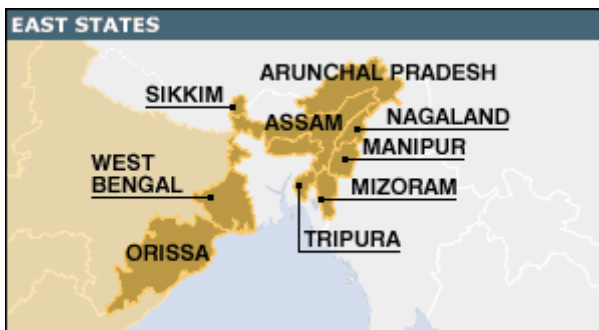 EAST STATES
ARUNCHAL PRADESH
SIKKIM
ASSAM
NAGALAND
MANIPUR
WEST
BENGAL
MIZORAM
TRIPURA
ORISSA